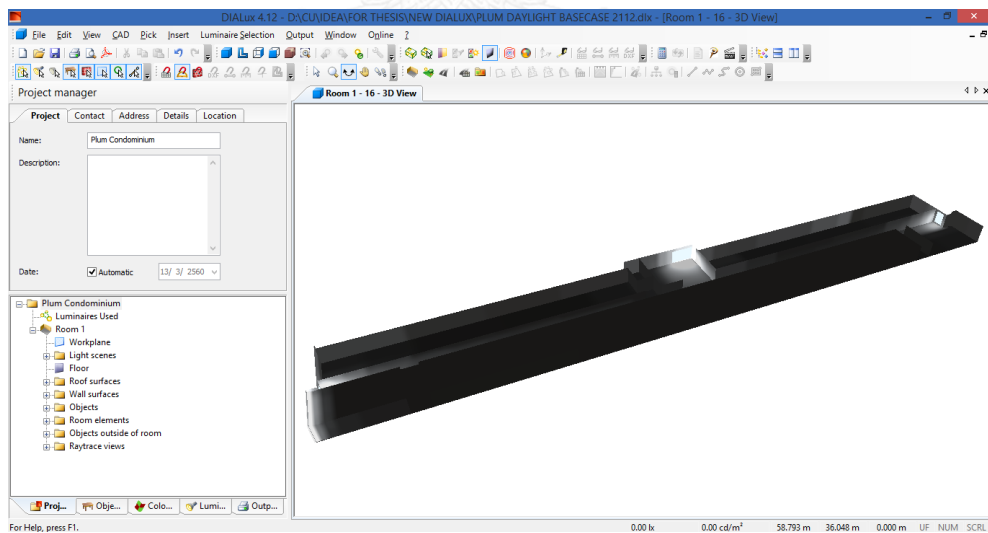 DIALux 4.12 - D:\CU\IDEA\FOR THESIS\NEW DIALUX\PLUM DAYLIGHT BASECASE 2112.dlx - [Room 1 - 16 - 3D View]
File Edit View CAD Pick Insert Luminaire Selection Output Window Online ?
Project manager
Room 1 - 16 - 3D View
Project Contact Address Details Location
Name: Plum Condominium
Description:
Date: Automatic 13/ 3/ 2560
Plum Condominium
Luminaires Used
Room 1
Workplane
Light scenes
Floor
Roof surfaces
Wall surfaces
Objects
Room elements
Objects outside of room
Raytrace views
Proj... Obje... Colo... Lumi... Outp...
For Help, press F1. 0.00 lx 0.00 cd/m² 58.793 m 36.048 m 0.000 m UF NUM SCRL